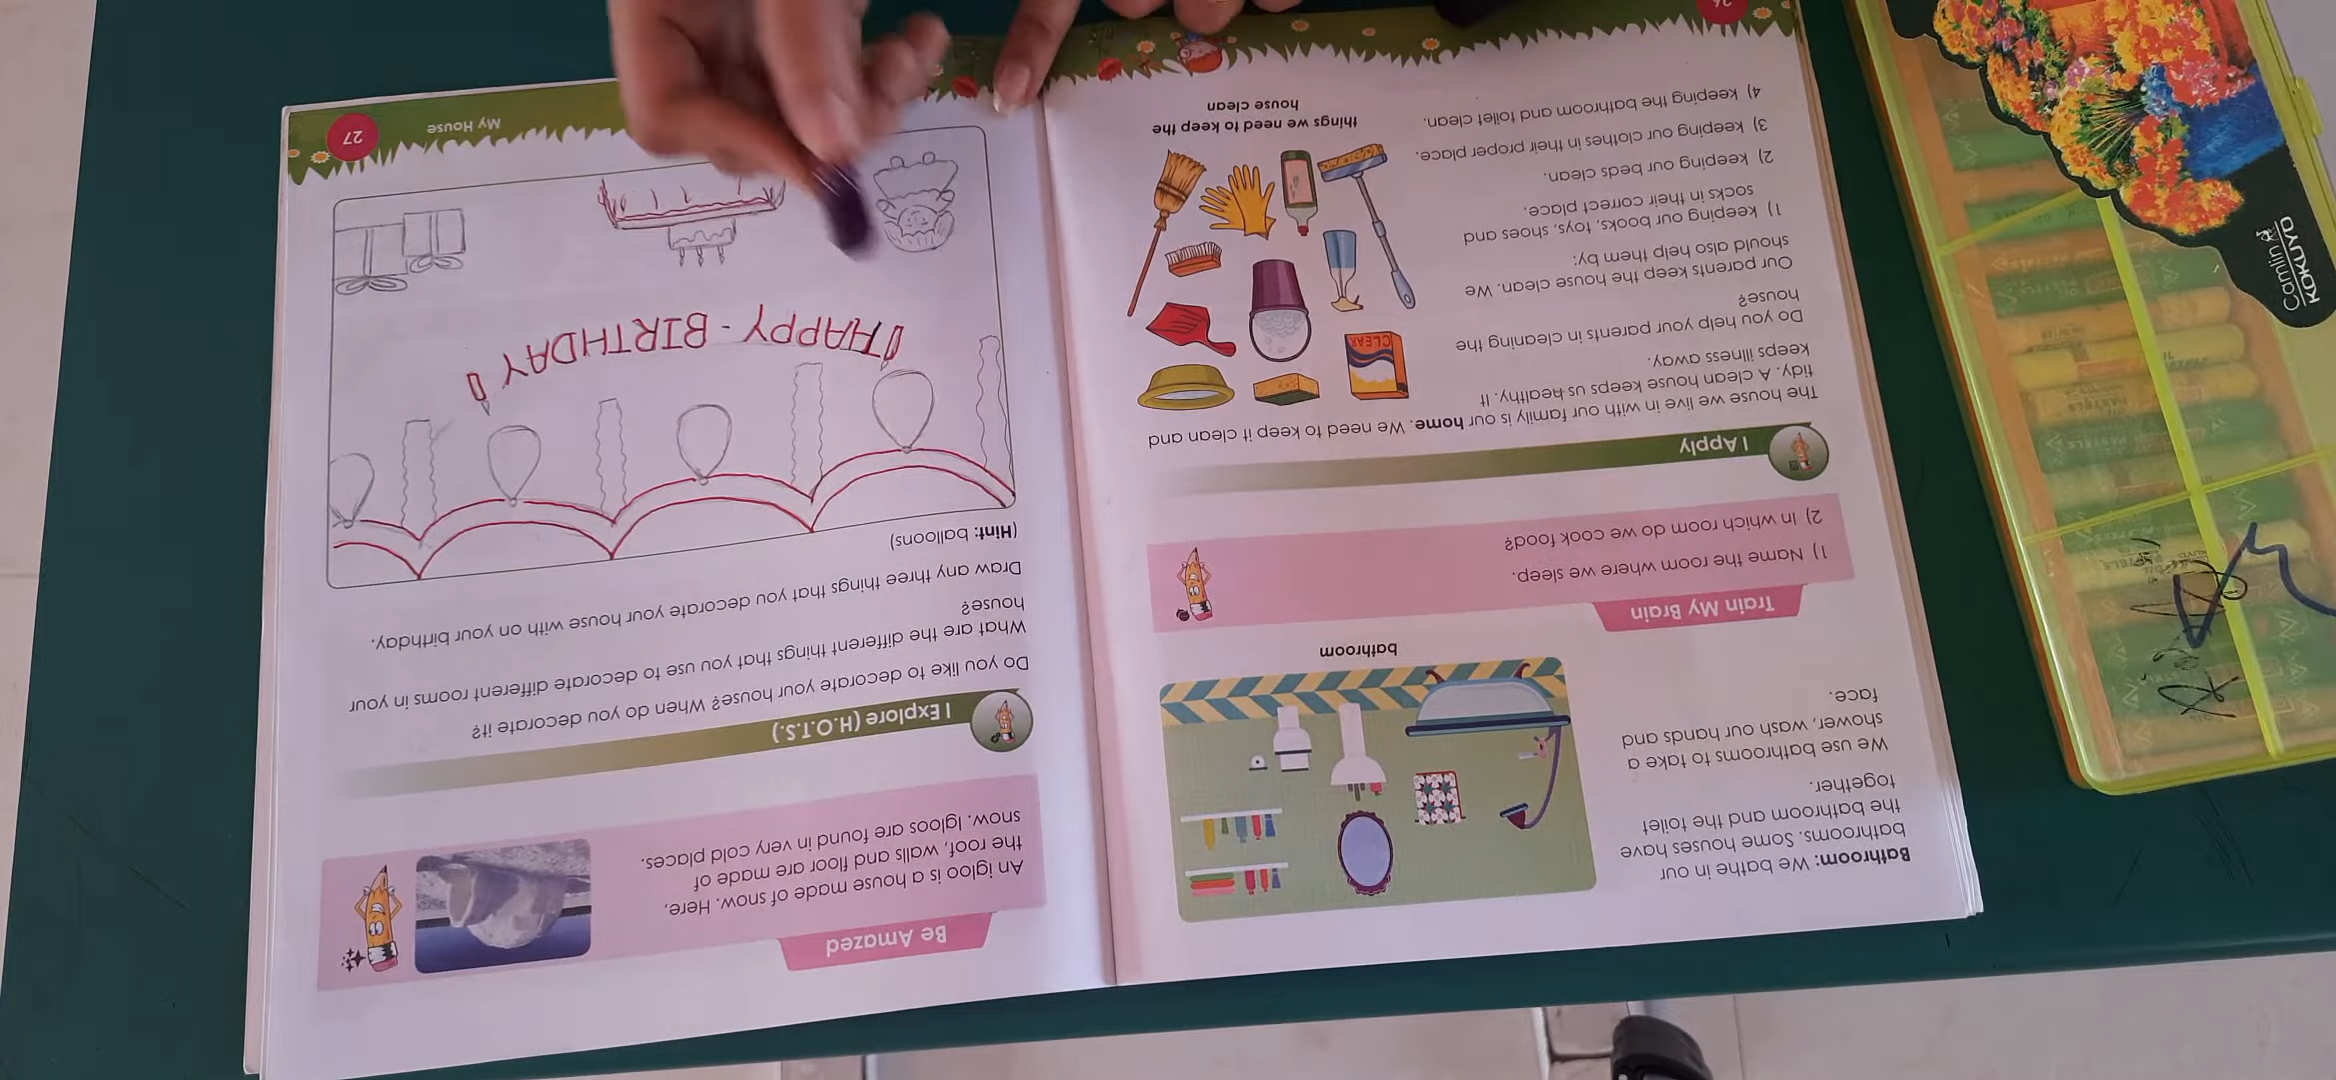 Bathroom: We bathe in our
bathrooms. Some houses have
the bathroom and the toilet
together.
We use bathrooms to take a
shower, wash our hands and
face.
bathroom
Train My Brain
1) Name the room where we sleep.
2) In which room do we cook food?
I Apply
The house we live in with our family is our home. We need to keep it clean and
tidy. A clean house keeps us healthy. It
keeps illness away.
Do you help your parents in cleaning the
house?
Our parents keep the house clean. We
should also help them by:
1) keeping our books, toys, shoes and
socks in their correct place.
2) keeping our beds clean.
3) keeping our clothes in their proper place.
4) keeping the bathroom and toilet clean.
CLEAR
things we need to keep the
house clean
26
Be Amazed
An igloo is a house made of snow. Here,
the roof, walls and floor are made of
snow. Igloos are found in very cold places.
I Explore (H.O.T.S.)
Do you like to decorate your house? When do you decorate it?
What are the different things that you use to decorate different rooms in your
house?
Draw any three things that you decorate your house with on your birthday.
(Hint: balloons)
HAPPY - BIRTHDAY
My House
27
Camlin
KOKUYO